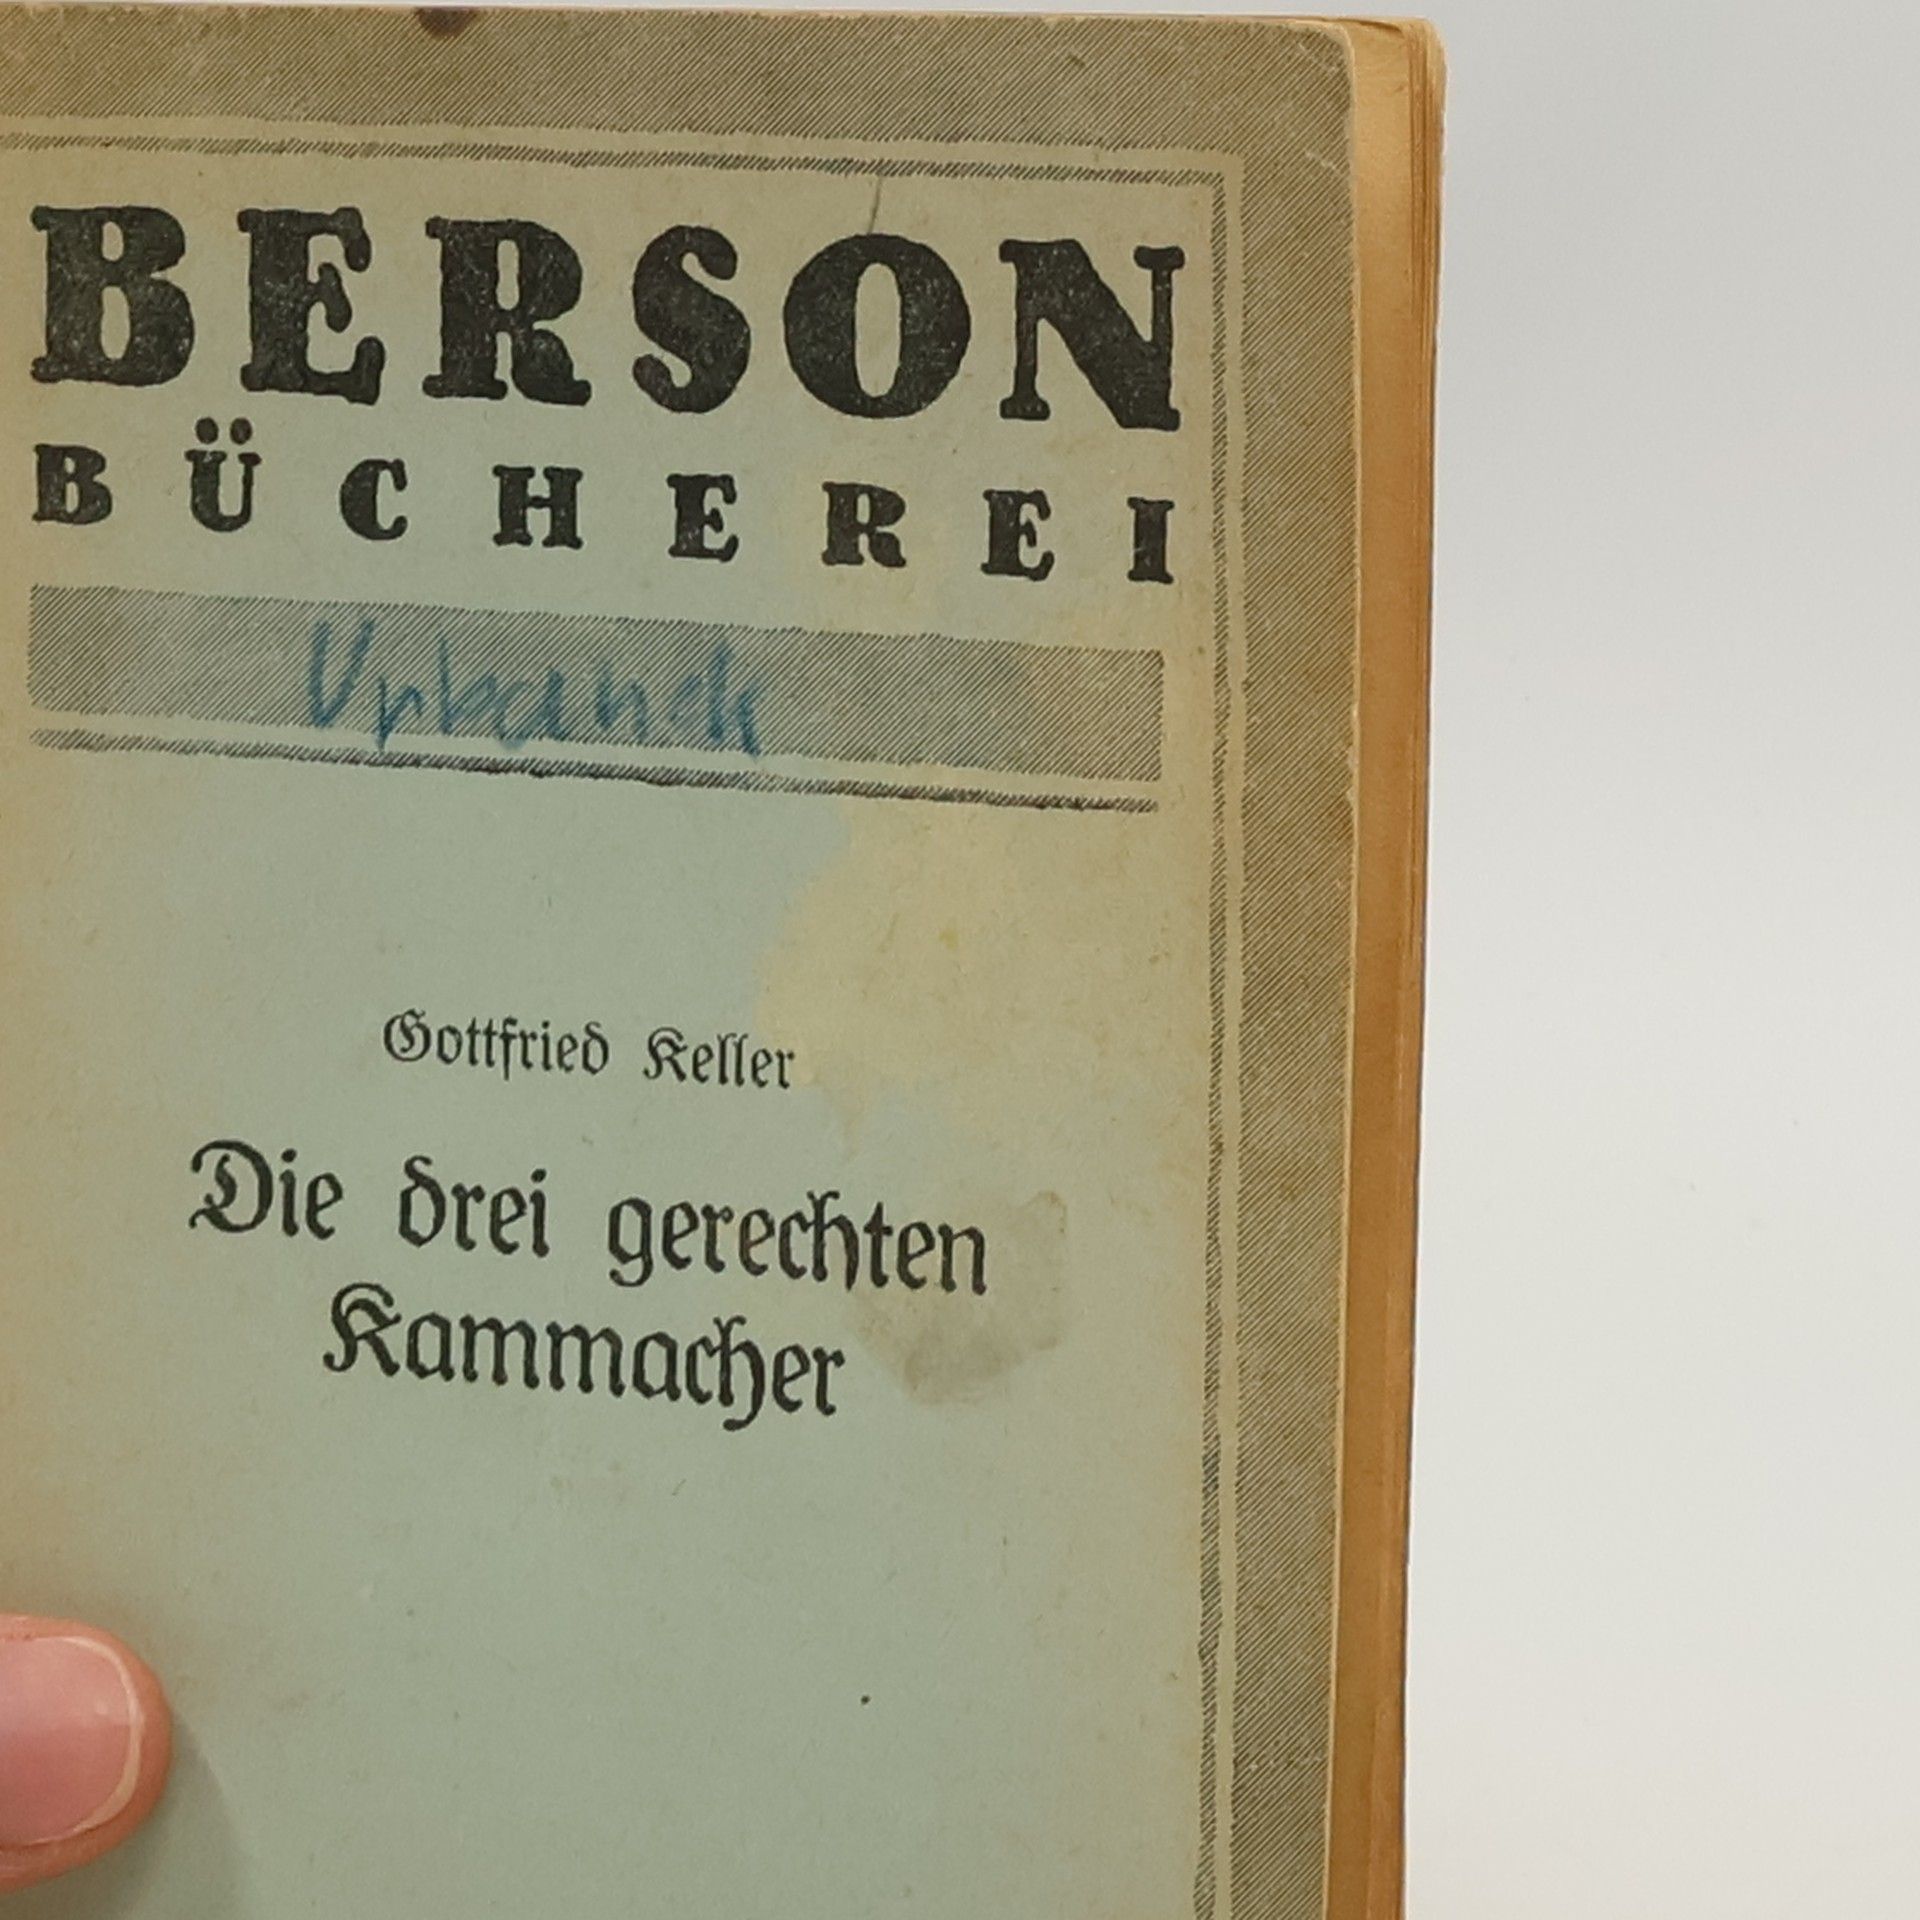 BERSON
BÜCHEREI
Gottfried Keller
Die drei gerechten
Kammacher